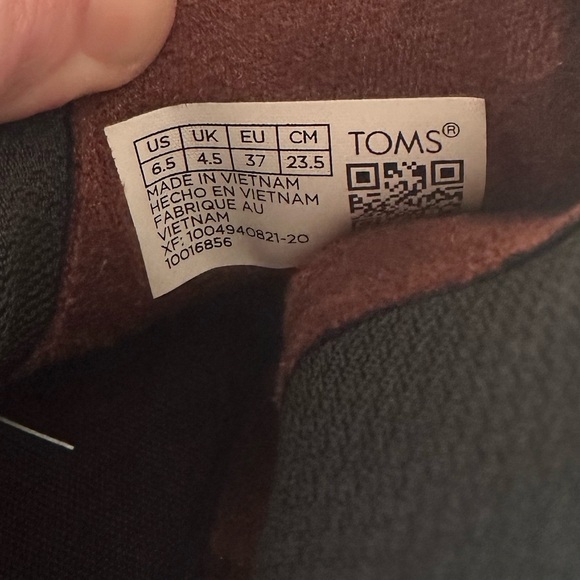 US UK EU CM
6.5 4.5 37 23.5
TOMS®
MADE IN VIETNAM
HECHO EN VIETNAM
FABRIQUE AU
VIETNAM
XF: 1004940821-20
10016856